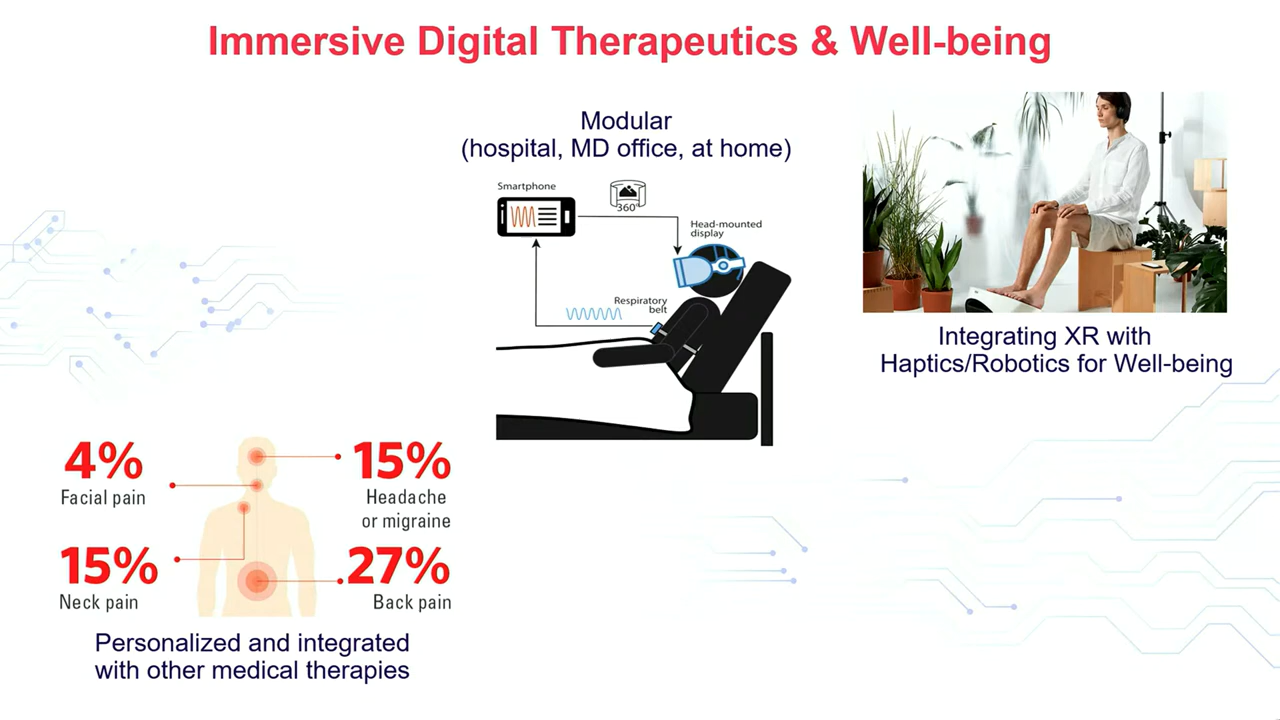 Immersive Digital Therapeutics & Well-being
Modular
(hospital, MD office, at home)
Smartphone
360°
Head-mounted
display
Respiratory
belt
Integrating XR with
Haptics/Robotics for Well-being
4%
Facial pain
15%
Headache
or migraine
15%
Neck pain
27%
Back pain
Personalized and integrated
with other medical therapies